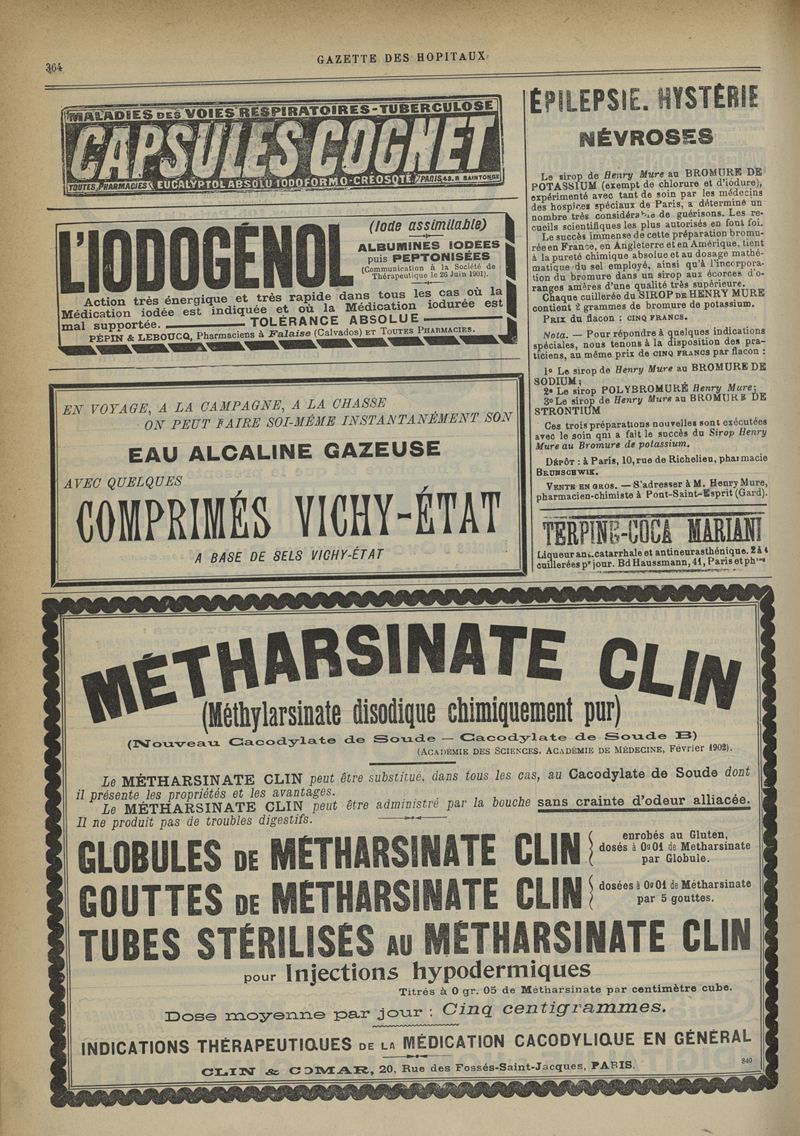 364
GAZETTE DES HOPITAUX
MALADIES DES VOIES RESPIRATOIRES-TUBERCULOSE
CAPSULES COGNET
TOUTES PHARMACIES EUCALYPTOL ABSOLU IODOFORMO-CRÉOSOTÉ PARIS, 43, R SAINTONGE
L'IODOGÉNOL
(Iode assimilable)
ALBUMINES IODÉES
puis PEPTONISÉES
(Communication à la Société de
Thérapeutique le 26 Juin 1901).
Action très énergique et très rapide dans tous les cas où la
Médication iodée est indiquée et où la Médication iodurée est
mal supportée. TOLÉRANCE ABSOLUE
PÉPIN & LEBOUCQ, Pharmaciens à Falaise (Calvados) ET TOUTES PHARMACIES.
EN VOYAGE, A LA CAMPAGNE, A LA CHASSE
ON PEUT FAIRE SOI-MÊME INSTANTANÉMENT SON
EAU ALCALINE GAZEUSE
AVEC QUELQUES
COMPRIMÉS VICHY-ÉTAT
A BASE DE SELS VICHY-ÉTAT
ÉPILEPSIE. HYSTÉRIE
NÉVROSES
Le sirop de Henry Mure au BROMURE DE
POTASSIUM (exempt de chlorure et d'iodure),
expérimenté avec tant de soin par les médecins
des hospices spéciaux de Paris, a déterminé un
nombre très considérable de guérisons. Les re-
cueils scientifiques les plus autorisés en font foi.
Le succès immense de cette préparation bromu-
rée en France, en Angleterre et en Amérique, tient
à la pureté chimique absolue et au dosage mathé-
matique du sel employé, ainsi qu'à l'incorpora-
tion du bromure dans un sirop aux écorces d'o-
ranges amères d'une qualité très supérieure.
Chaque cuillerée du SIROP DE HENRY MURE
contient 2 grammes de bromure de potassium.
PRIX du flacon : CINQ FRANCS.
Nota. — Pour répondre à quelques indications
spéciales, nous tenons à la disposition des pra-
ticiens, au même prix de CINQ FRANCS par flacon :
1º Le sirop de Henry Mure au BROMURE DE
SODIUM;
2º Le sirop POLYBROMURÉ Henry Mure;
3º Le sirop de Henry Mure au BROMURE DE
STRONTIUM
Ces trois préparations nouvelles sont exécutées
avec le soin qui a fait le succès du Sirop Henry
Mure au Bromure de potassium.
DÉPÔT : à Paris, 10, rue de Richelieu, pharmacie
BRUNSCHWIK.
VENTE EN GROS. — S'adresser à M. Henry Mure,
pharmacien-chimiste à Pont-Saint-Esprit (Gard).
TERPINE-COCA MARIANI
Liqueur anticatarrhale et antineurasthénique. 2 à 4
cuillerées pr jour. Bd Haussmann, 41, Paris et phies
MÉTHARSINATE CLIN
(Méthylarsinate disodique chimiquement pur)
(Nouveau Cacodylate de Soude — Cacodylate de Soude B)
(ACADÉMIE DES SCIENCES, ACADÉMIE DE MÉDECINE, Février 1902).
Le MÉTHARSINATE CLIN peut être substitué, dans tous les cas, au Cacodylate de Soude dont
il présente les propriétés et les avantages.
Le MÉTHARSINATE CLIN peut être administré par la bouche sans crainte d'odeur alliacée.
Il ne produit pas de troubles digestifs.
GLOBULES DE MÉTHARSINATE CLIN
enrobés au Gluten,
dosés à 0g01 de Metharsinate
par Globule.
GOUTTES DE MÉTHARSINATE CLIN
dosées à 0g01 de Métharsinate
par 5 gouttes.
TUBES STÉRILISÉS AU MÉTHARSINATE CLIN
pour Injections hypodermiques
Titrés à 0 gr. 05 de Métharsinate par centimètre cube.
Dose moyenne par jour : Cinq centigrammes.
INDICATIONS THÉRAPEUTIQUES DE LA MÉDICATION CACODYLIQUE EN GÉNÉRAL
CLIN & COMAR, 20, Rue des Fossés-Saint-Jacques, PARIS.
840